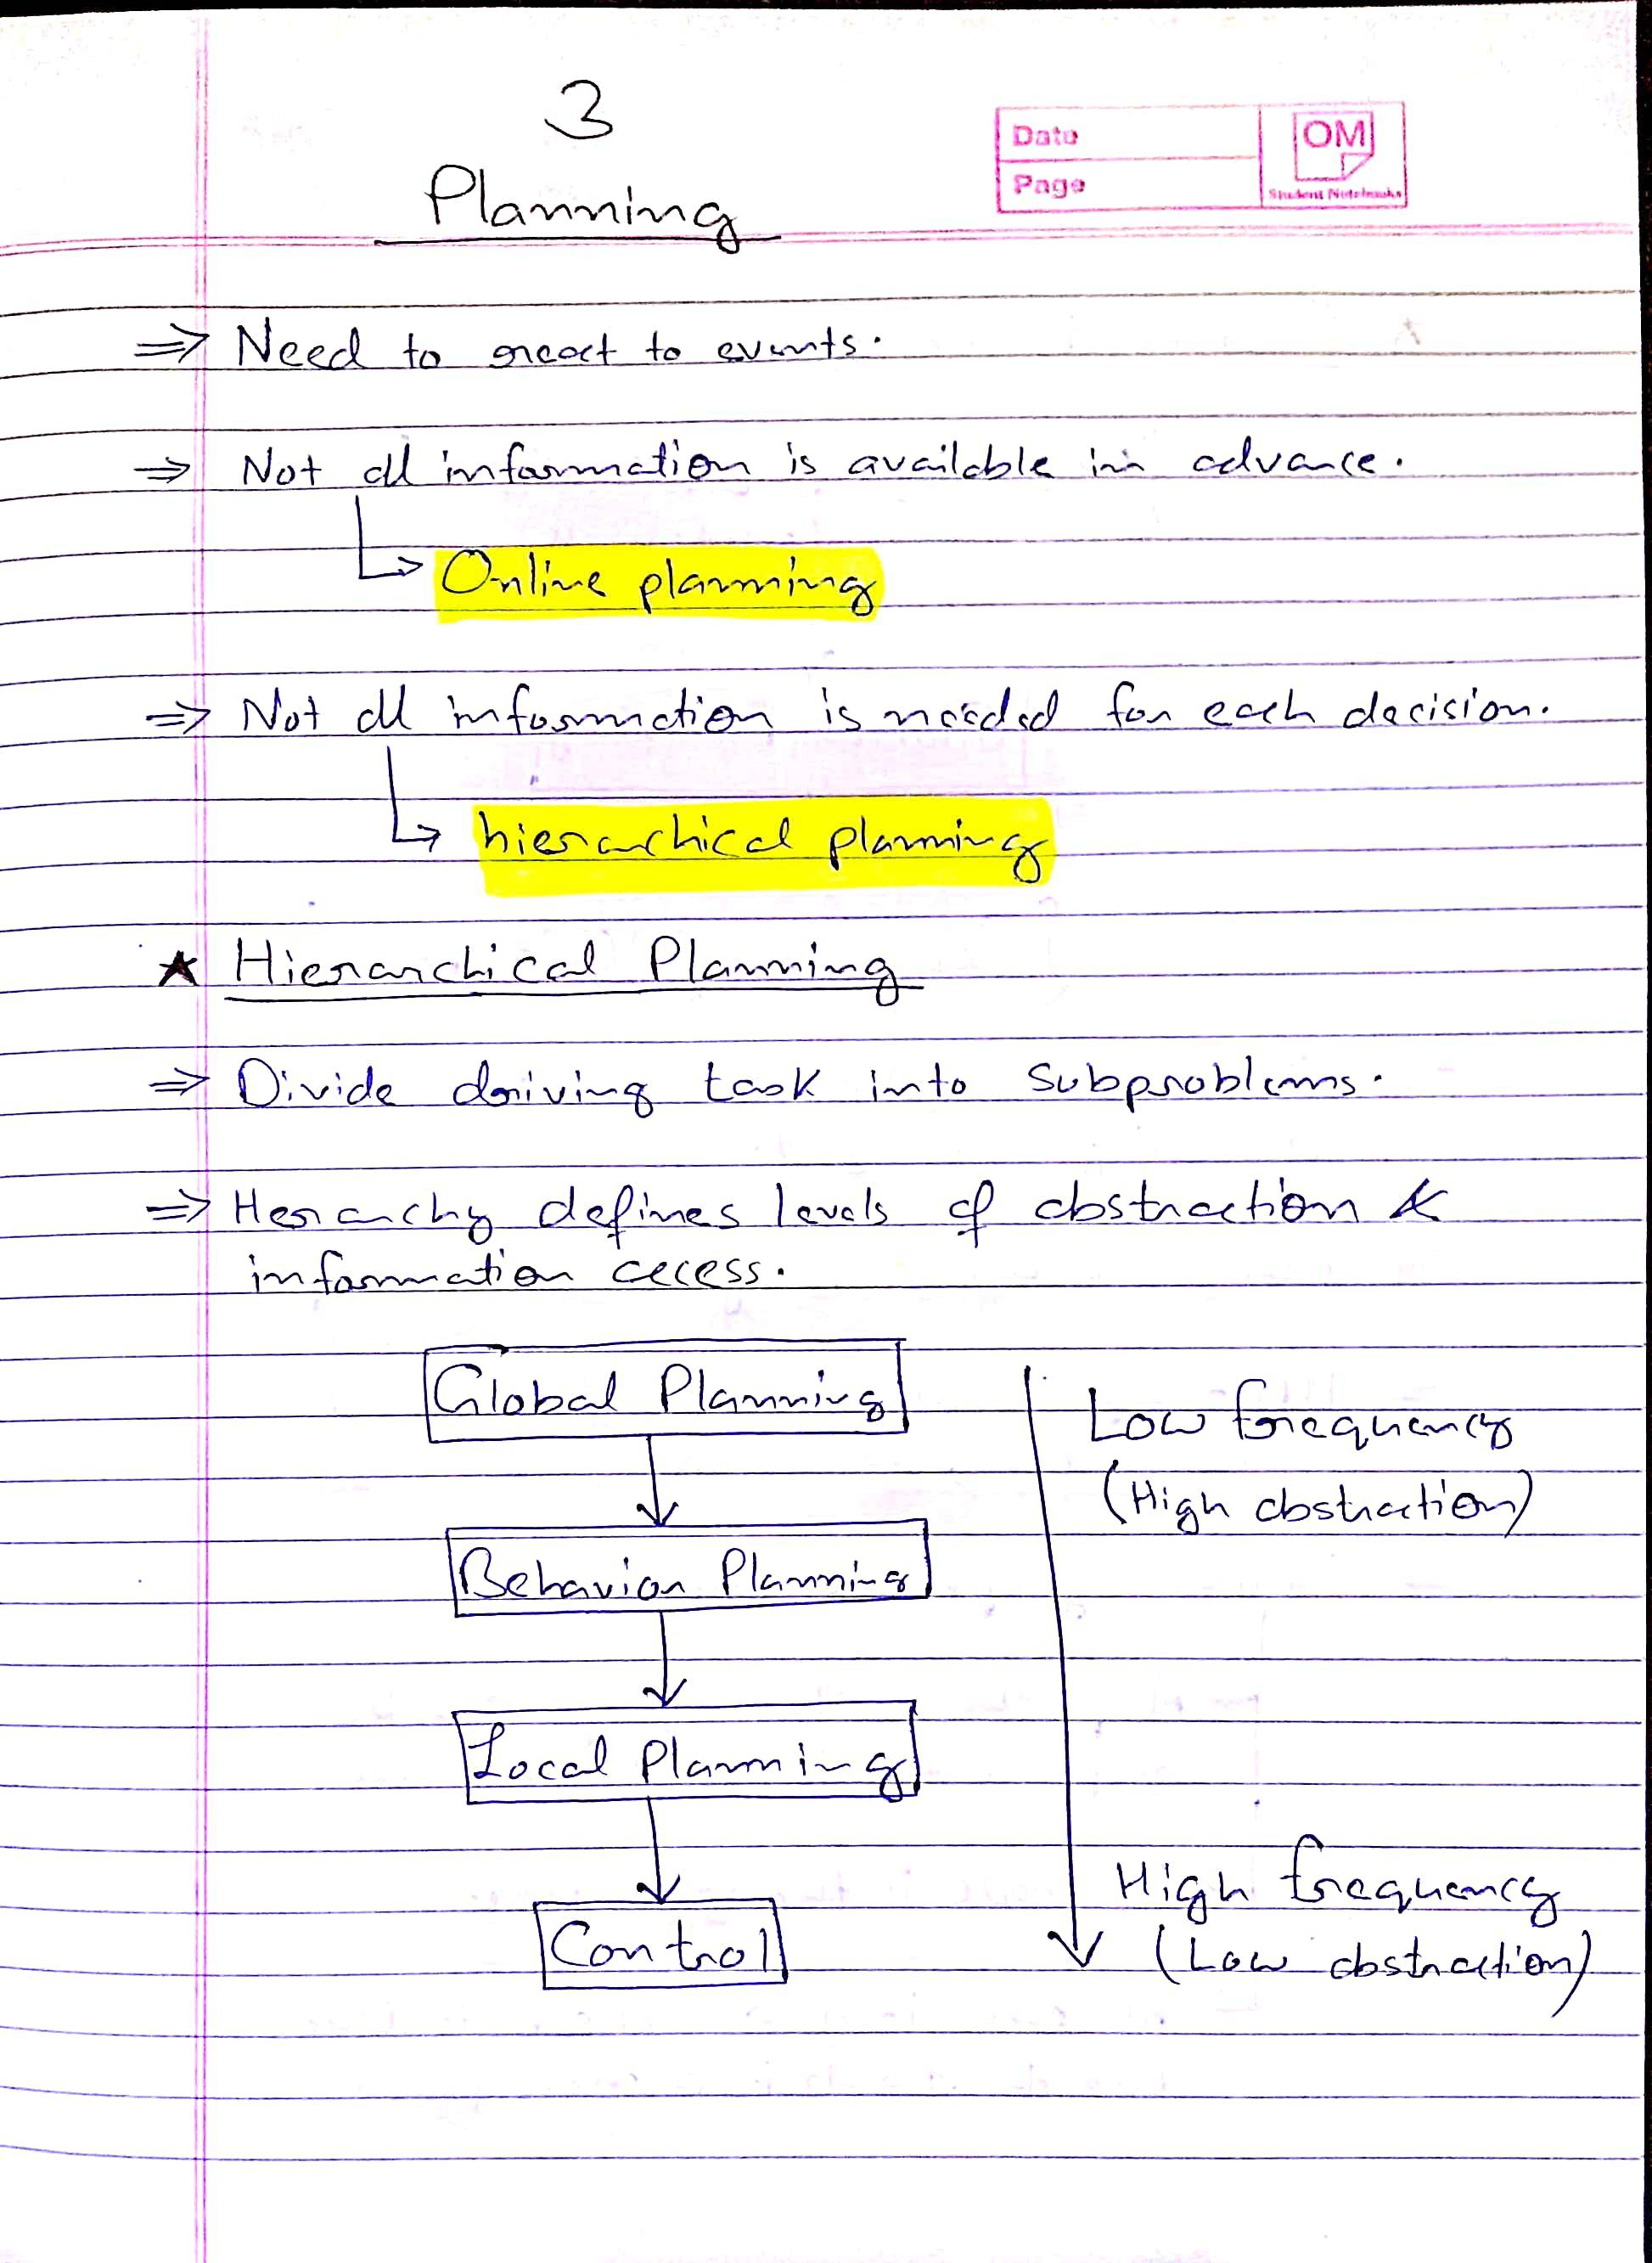 3
Planning
Date
Page
OM
Student Notebooks
⇒ Need to react to events.
⇒ Not all information is available in advance.
↳ Online planning
⇒ Not all information is needed for each decision.
↳ hierarchical planning
★ Hierarchical Planning
⇒ Divide driving task into subproblems.
⇒ Herarchy defines levels of abstraction &
information access.
Global Planning
Low frequency
(High abstraction)
Behavior Planning
Local Planning
High frequency
Control
(Low abstraction)